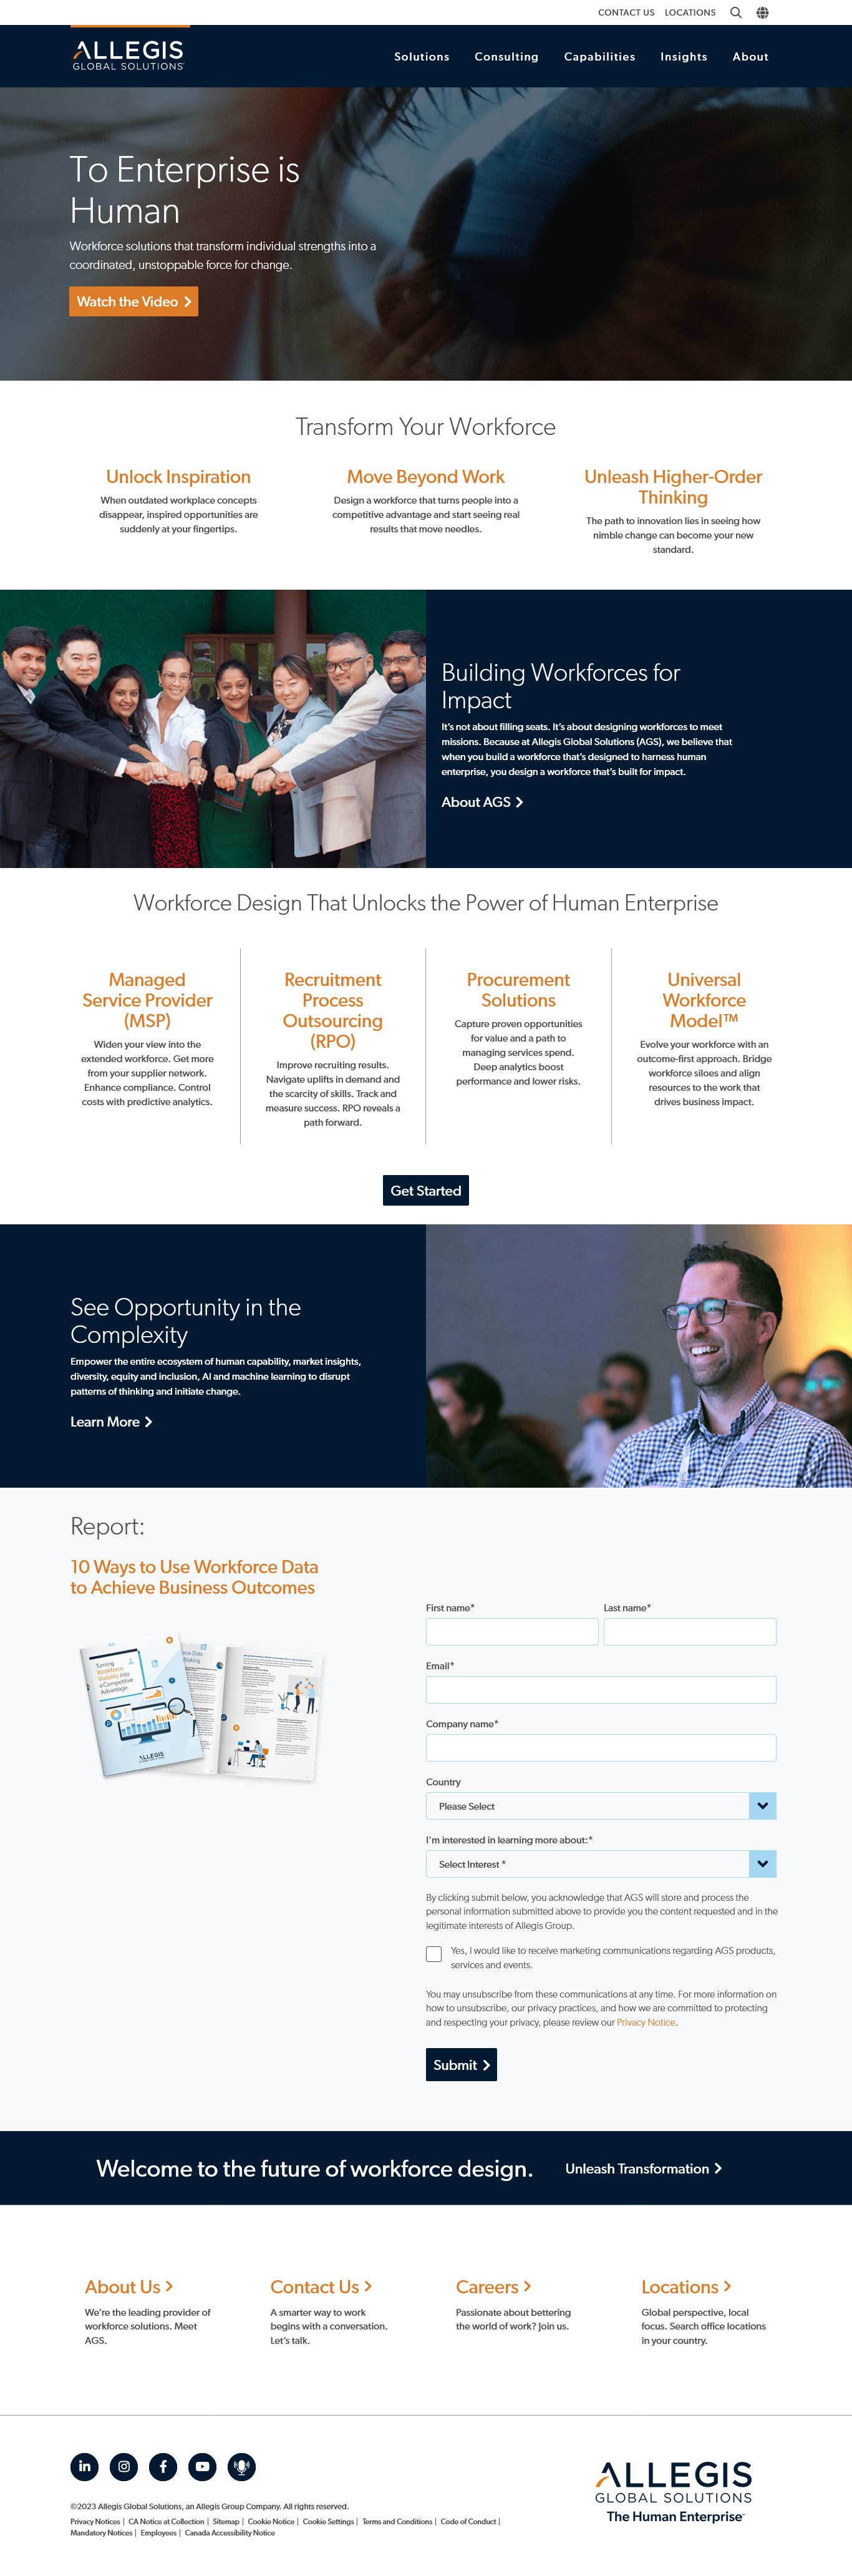 CONTACT US LOCATIONS
ALLEGIS
GLOBAL SOLUTIONS
Solutions Consulting Capabilities Insights About
To Enterprise is
Human
Workforce solutions that transform individual strengths into a
coordinated, unstoppable force for change.
Watch the Video
Transform Your Workforce
Unlock Inspiration
When outdated workplace concepts
disappear, inspired opportunities are
suddenly at your fingertips.
Move Beyond Work
Design a workforce that turns people into a
competitive advantage and start seeing real
results that move needles.
Unleash Higher-Order
Thinking
The path to innovation lies in seeing how
nimble change can become your new
standard.
Building Workforces for
Impact
It's not about filling seats. It's about designing workforces to meet
missions. Because at Allegis Global Solutions (AGS), we believe that
when you build a workforce that's designed to harness human
enterprise, you design a workforce that's built for impact.
About AGS
Workforce Design That Unlocks the Power of Human Enterprise
Managed
Service Provider
(MSP)
Widen your view into the
extended workforce. Get more
from your supplier network.
Enhance compliance. Control
costs with predictive analytics.
Recruitment
Process
Outsourcing
(RPO)
Improve recruiting results.
Navigate uplifts in demand and
the scarcity of skills. Track and
measure success. RPO reveals a
path forward.
Procurement
Solutions
Capture proven opportunities
for value and a path to
managing services spend.
Deep analytics boost
performance and lower risks.
Universal
Workforce
Model™
Evolve your workforce with an
outcome-first approach. Bridge
workforce siloes and align
resources to the work that
drives business impact.
Get Started
See Opportunity in the
Complexity
Empower the entire ecosystem of human capability, market insights,
diversity, equity and inclusion, AI and machine learning to disrupt
patterns of thinking and initiate change.
Learn More
Report:
10 Ways to Use Workforce Data
to Achieve Business Outcomes
Turning
Workforce
Visibility into
a Competitive
Advantage
ALLEGIS
First name* Last name*
Email*
Company name*
Country
Please Select
I'm interested in learning more about:*
Select Interest *
By clicking submit below, you acknowledge that AGS will store and process the
personal information submitted above to provide you the content requested and in the
legitimate interests of Allegis Group.
Yes, I would like to receive marketing communications regarding AGS products,
services and events.
You may unsubscribe from these communications at any time. For more information on
how to unsubscribe, our privacy practices, and how we are committed to protecting
and respecting your privacy, please review our Privacy Notice.
Submit
Welcome to the future of workforce design. Unleash Transformation
About Us
We're the leading provider of
workforce solutions. Meet
AGS.
Contact Us
A smarter way to work
begins with a conversation.
Let's talk.
Careers
Passionate about bettering
the world of work? Join us.
Locations
Global perspective, local
focus. Search office locations
in your country.
ALLEGIS
GLOBAL SOLUTIONS
The Human Enterprise
©2023 Allegis Global Solutions, an Allegis Group Company. All rights reserved.
Privacy Notices | CA Notice at Collection | Sitemap | Cookie Notice | Cookie Settings | Terms and Conditions | Code of Conduct |
Mandatory Notices | Employees | Canada Accessibility Notice